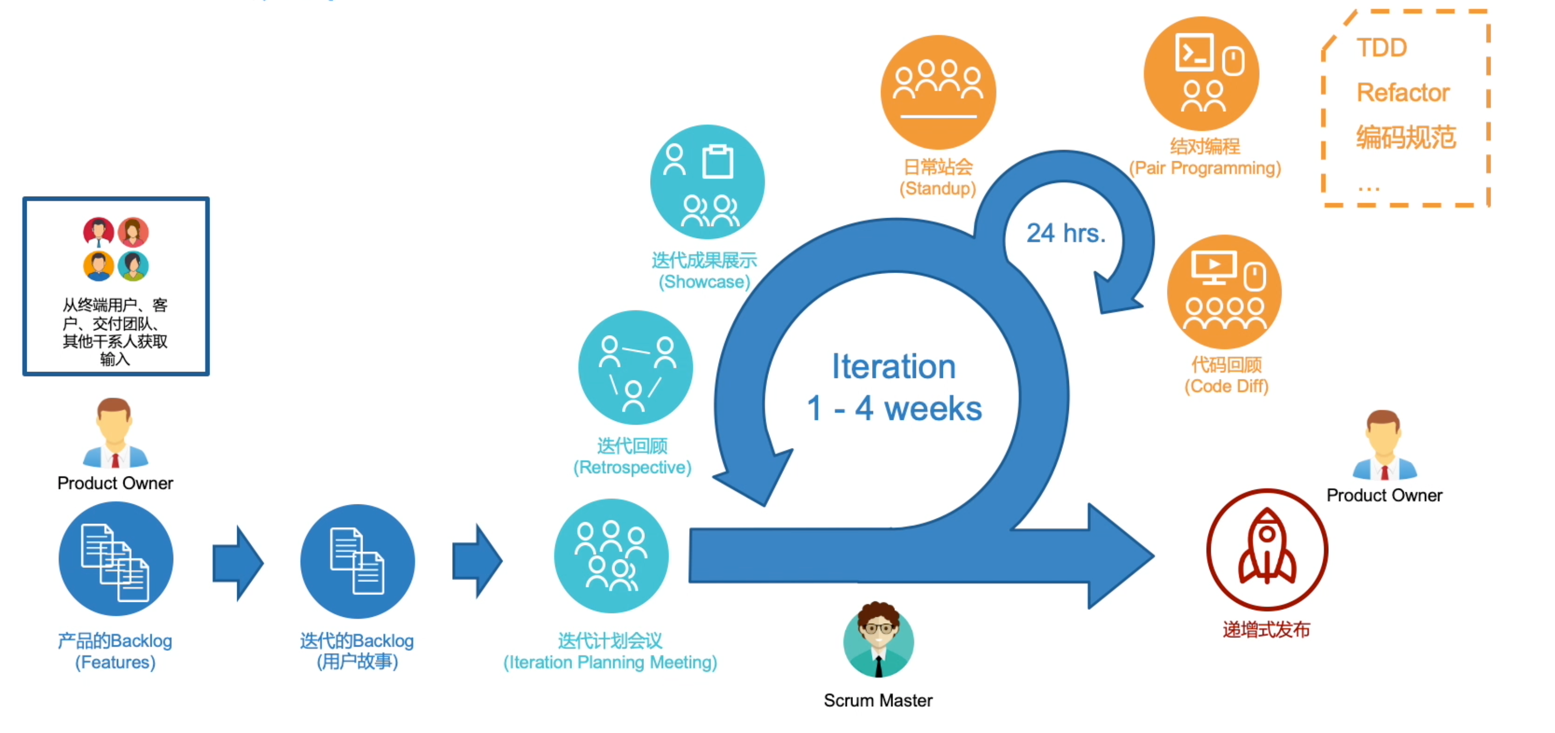 从终端用户、客
户、交付团队、
其他干系人获取
输入
Product Owner
产品的Backlog
(Features)
迭代的Backlog
(用户故事)
迭代计划会议
(Iteration Planning Meeting)
迭代回顾
(Retrospective)
迭代成果展示
(Showcase)
日常站会
(Standup)
结对编程
(Pair Programming)
TDD
Refactor
编码规范
...
24 hrs.
代码回顾
(Code Diff)
Iteration
1 - 4 weeks
Scrum Master
Product Owner
递增式发布